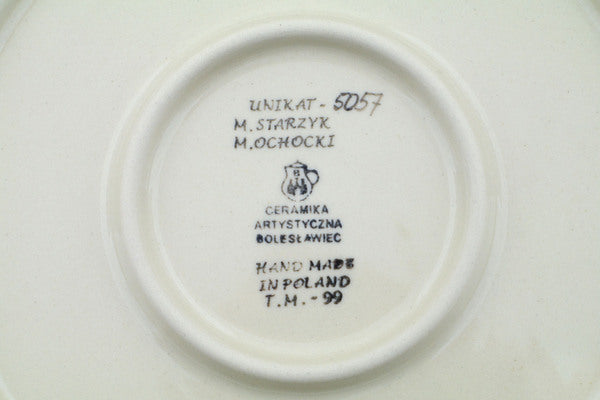 UNIKAT - 5057
M. STARZYK
M. OCHOCKI
B
CERAMIKA
ARTYSTYCZNA
BOLESŁAWIEC
HAND MADE
IN POLAND
T.M. - 99